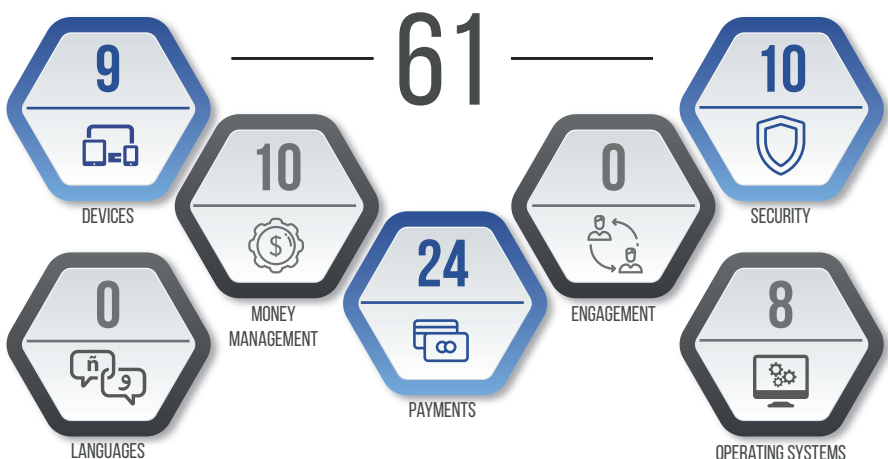 61
9
DEVICES
10
MONEY
MANAGEMENT
24
PAYMENTS
0
ENGAGEMENT
10
SECURITY
0
ñ
و
LANGUAGES
8
OPERATING SYSTEMS
$